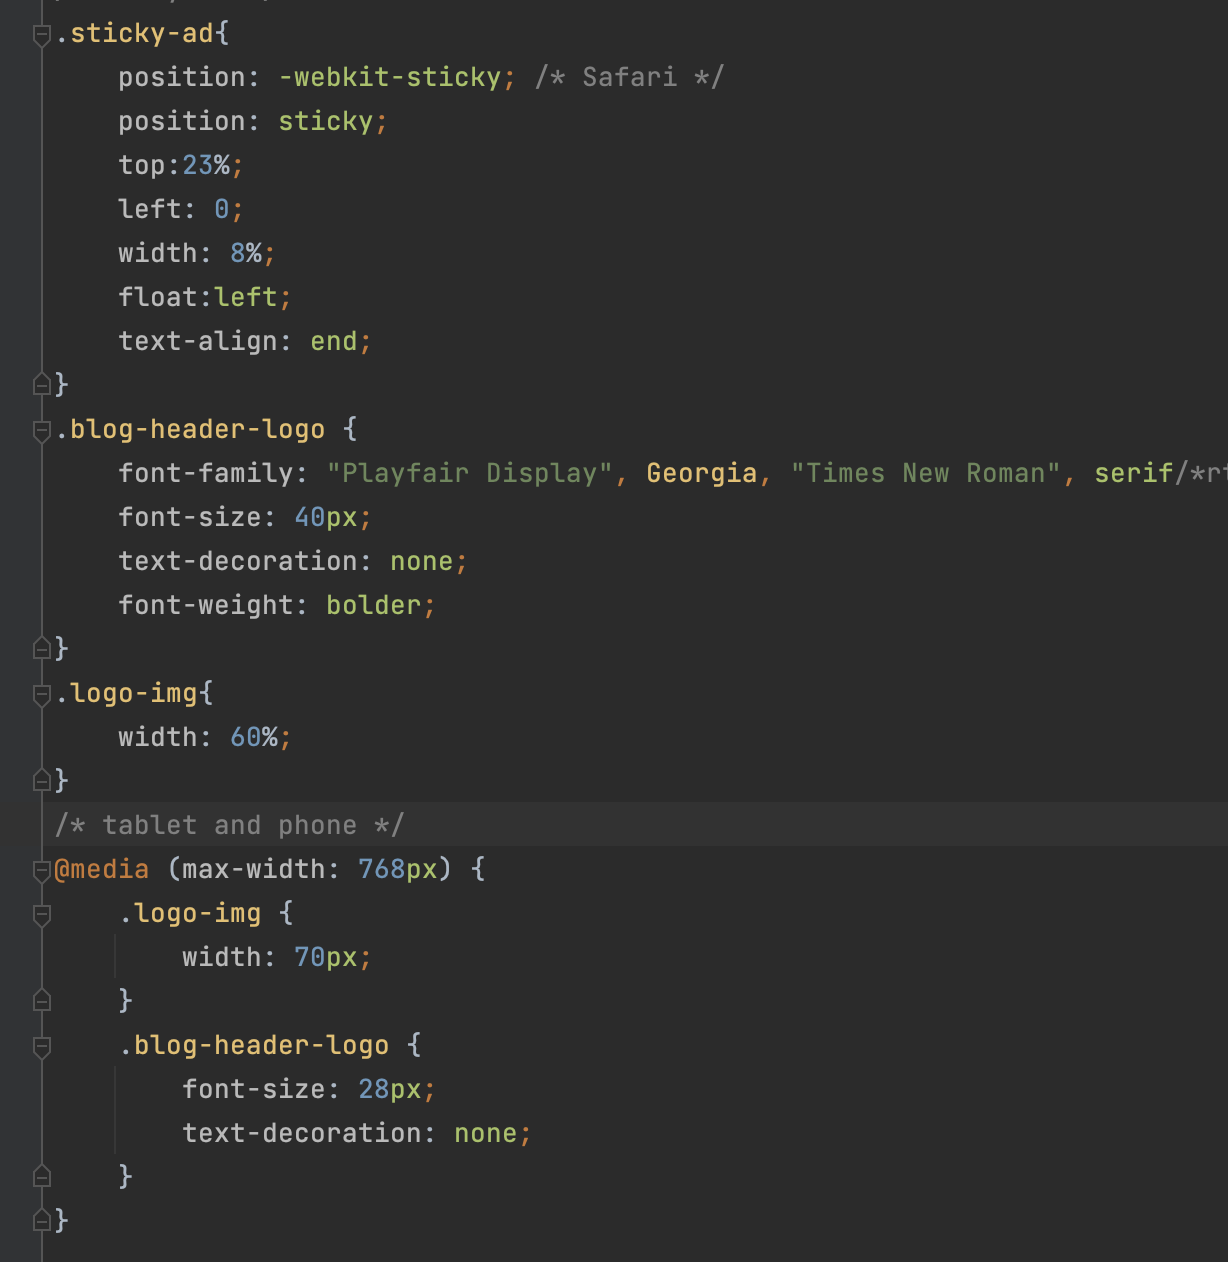 .sticky-ad{
position: -webkit-sticky; /* Safari */
position: sticky;
top:23%;
left: 0;
width: 8%;
float:left;
text-align: end;
}
.blog-header-logo {
font-family: "Playfair Display", Georgia, "Times New Roman", serif/*r
font-size: 40px;
text-decoration: none;
font-weight: bolder;
}
.logo-img{
width: 60%;
}
/* tablet and phone */
@media (max-width: 768px) {
.logo-img {
width: 70px;
}
.blog-header-logo {
font-size: 28px;
text-decoration: none;
}
}